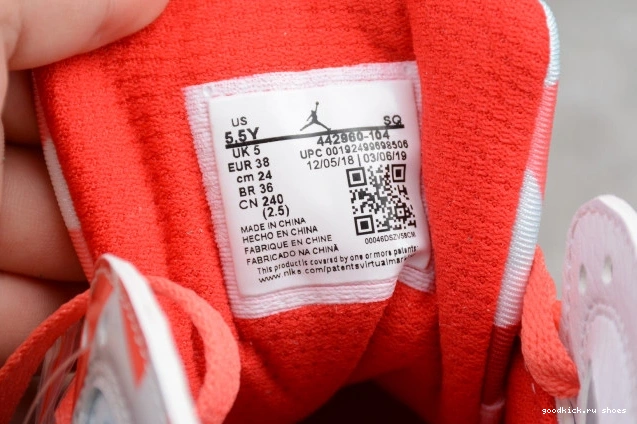 US
5.5Y SQ
442960-104
UK 5
UPC 00192499698506
EUR 38
12/05/18 | 03/06/19
cm 24
BR 36
CN 240
(2.5)
MADE IN CHINA
HECHO EN CHINA
FABRIQUE EN CHINE
FABRICADO NA CHINA
00046DSZV58CM
This product is covered by one or more patents
www.nike.com/patentsvirtualmar
goodkick.ru shoes